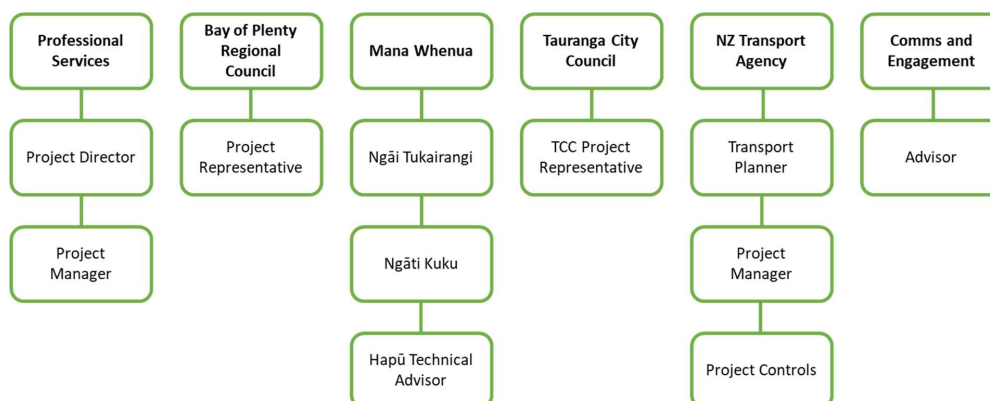 Professional
Services
Bay of Plenty
Regional
Council
Mana Whenua
Tauranga City
Council
NZ Transport
Agency
Comms and
Engagement
Project Director
Project
Representative
Ngāi Tukairangi
TCC Project
Representative
Transport
Planner
Advisor
Project
Manager
Ngāti Kuku
Project
Manager
Hapū Technical
Advisor
Project Controls